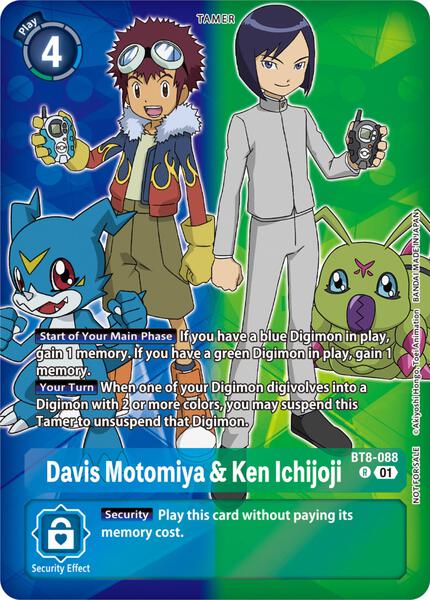 TAMER
Play
4
Start of Your Main Phase If you have a blue Digimon in play,
gain 1 memory. If you have a green Digimon in play, gain 1
memory.
Your Turn When one of your Digimon digivolves into a
Digimon with 2 or more colors, you may suspend this
Tamer to unsuspend that Digimon.
Davis Motomiya & Ken Ichijoji
BT8-088
R 01
Security Play this card without paying its
memory cost.
Security Effect
NOT FOR SALE ©Akiyoshi Hongo, Toei Animation BANDAI MADE IN JAPAN